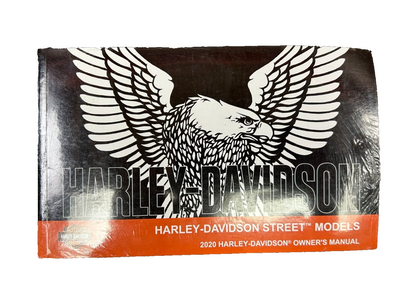 HARLEY-DAVIDSON
HARLEY-DAVIDSON STREET™ MODELS
2020 HARLEY-DAVIDSON® OWNER'S MANUAL